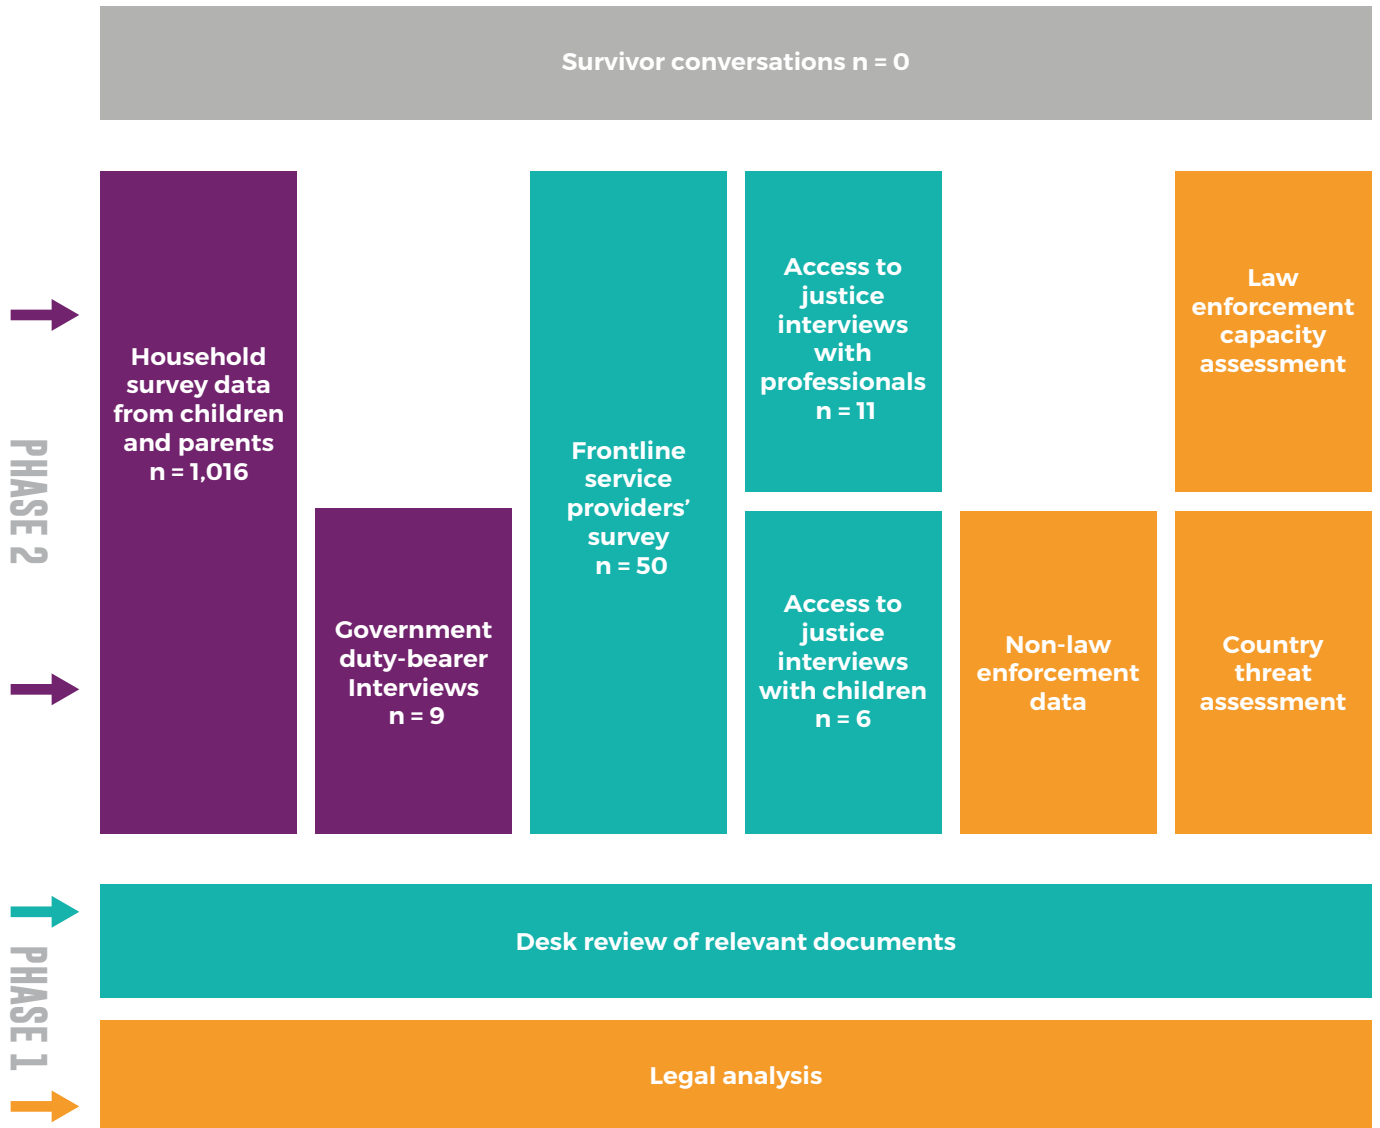 Survivor conversations n = 0
PHASE 2
Household
survey data
from children
and parents
n = 1,016
Government
duty-bearer
Interviews
n = 9
Frontline
service
providers’
survey
n = 50
Access to
justice
interviews
with
professionals
n = 11
Access to
justice
interviews
with children
n = 6
Non-law
enforcement
data
Law
enforcement
capacity
assessment
Country
threat
assessment
PHASE 1
Desk review of relevant documents
Legal analysis